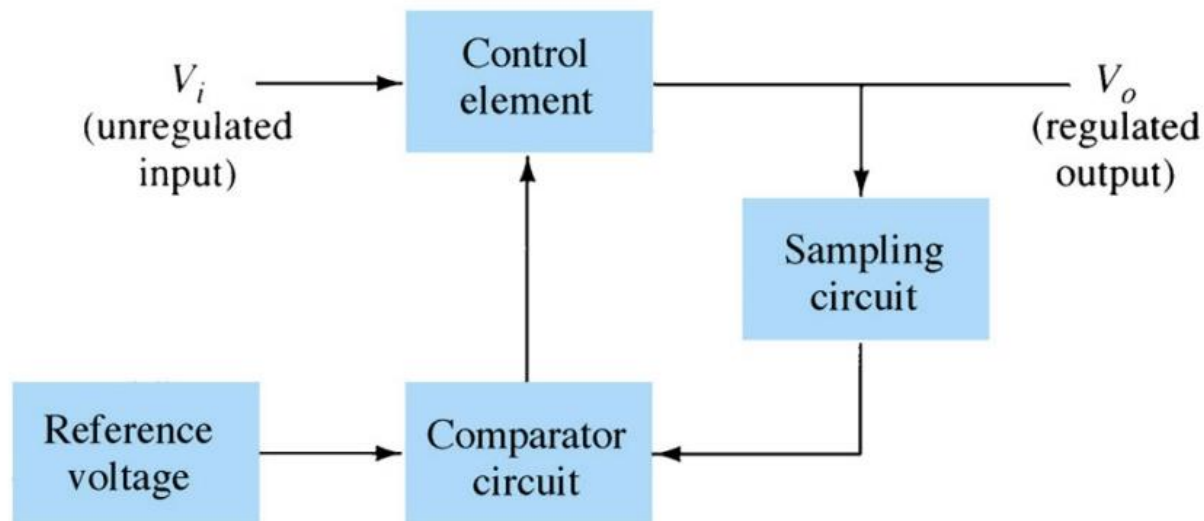 Control
element
V_i
(unregulated
input)
V_o
(regulated
output)
Sampling
circuit
Reference
voltage
Comparator
circuit